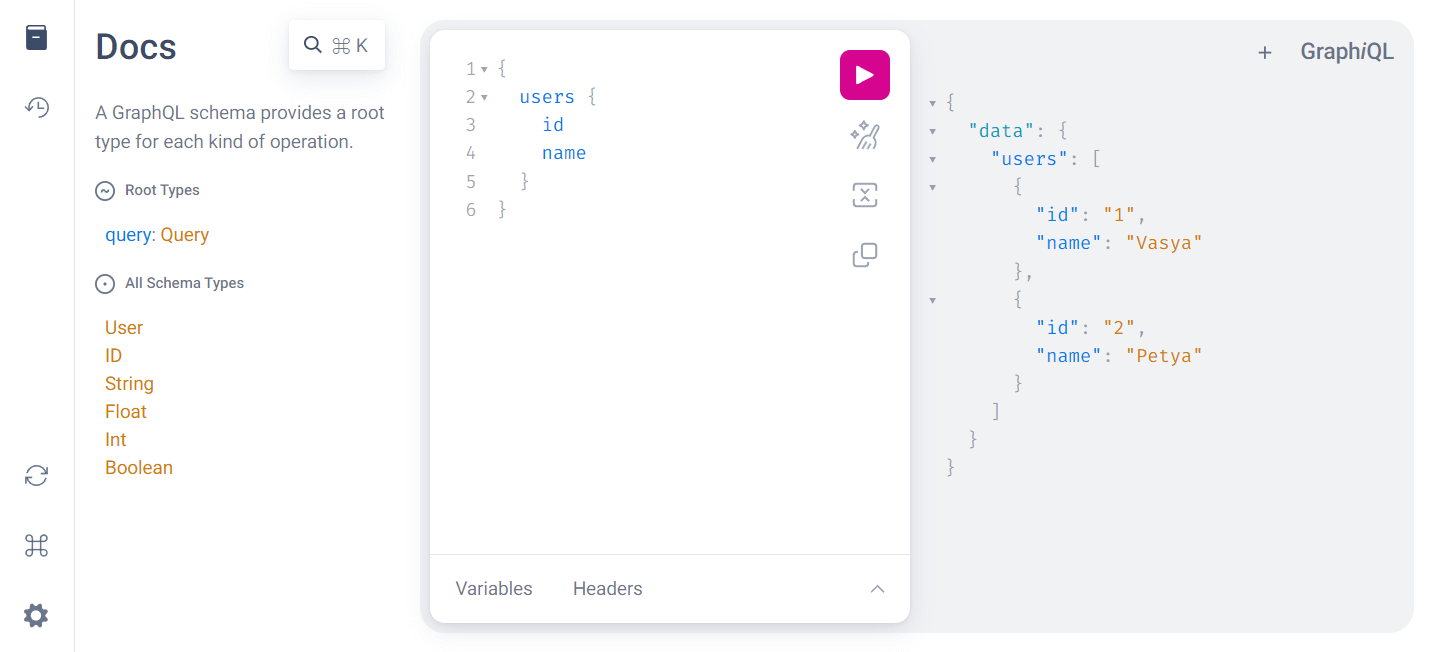 Docs
⌘ K
A GraphQL schema provides a root
type for each kind of operation.
Root Types
query: Query
All Schema Types
User
ID
String
Float
Int
Boolean
1 {
2   users {
3     id
4     name
5   }
6 }
Variables Headers
+ GraphiQL
{
  "data": {
    "users": [
      {
        "id": "1",
        "name": "Vasya"
      },
      {
        "id": "2",
        "name": "Petya"
      }
    ]
  }
}